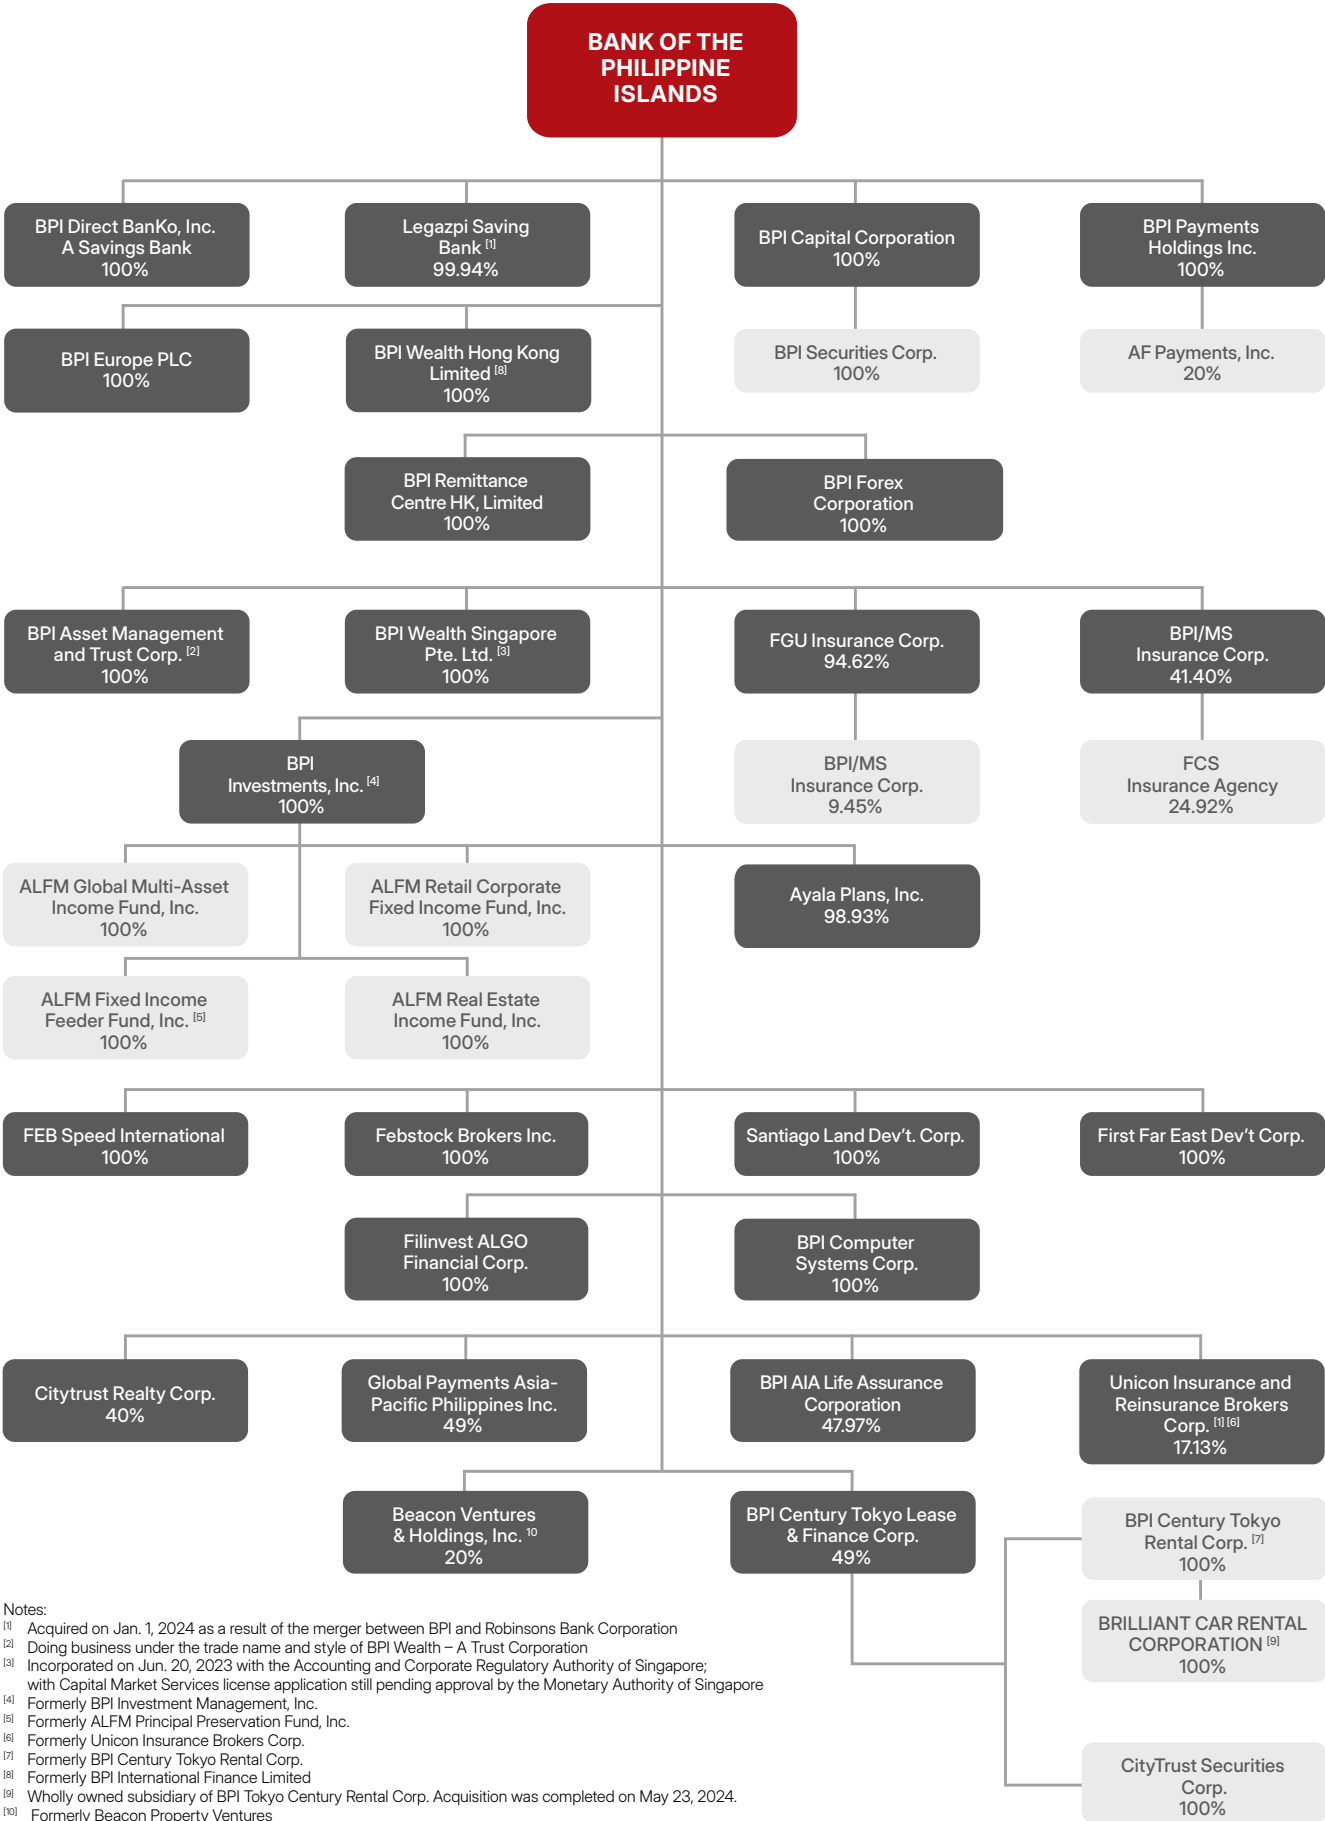 BANK OF THE
PHILIPPINE
ISLANDS
BPI Direct BanKo, Inc.
A Savings Bank
100%
Legazpi Saving
Bank [1]
99.94%
BPI Capital Corporation
100%
BPI Payments
Holdings Inc.
100%
BPI Europe PLC
100%
BPI Wealth Hong Kong
Limited [8]
100%
BPI Securities Corp.
100%
AF Payments, Inc.
20%
BPI Remittance
Centre HK, Limited
100%
BPI Forex
Corporation
100%
BPI Asset Management
and Trust Corp. [2]
100%
BPI Wealth Singapore
Pte. Ltd. [3]
100%
FGU Insurance Corp.
94.62%
BPI/MS
Insurance Corp.
41.40%
BPI
Investments, Inc. [4]
100%
BPI/MS
Insurance Corp.
9.45%
FCS
Insurance Agency
24.92%
ALFM Global Multi-Asset
Income Fund, Inc.
100%
ALFM Retail Corporate
Fixed Income Fund, Inc.
100%
Ayala Plans, Inc.
98.93%
ALFM Fixed Income
Feeder Fund, Inc. [5]
100%
ALFM Real Estate
Income Fund, Inc.
100%
FEB Speed International
100%
Febstock Brokers Inc.
100%
Santiago Land Dev't. Corp.
100%
First Far East Dev't Corp.
100%
Filinvest ALGO
Financial Corp.
100%
BPI Computer
Systems Corp.
100%
Citytrust Realty Corp.
40%
Global Payments Asia-
Pacific Philippines Inc.
49%
BPI AIA Life Assurance
Corporation
47.97%
Unicon Insurance and
Reinsurance Brokers
Corp. [1] [6]
17.13%
Beacon Ventures
& Holdings, Inc. 10
20%
BPI Century Tokyo Lease
& Finance Corp.
49%
BPI Century Tokyo
Rental Corp. [7]
100%
BRILLIANT CAR RENTAL
CORPORATION [9]
100%
CityTrust Securities
Corp.
100%
Notes:
[1] Acquired on Jan. 1, 2024 as a result of the merger between BPI and Robinsons Bank Corporation
[2] Doing business under the trade name and style of BPI Wealth – A Trust Corporation
[3] Incorporated on Jun. 20, 2023 with the Accounting and Corporate Regulatory Authority of Singapore;
with Capital Market Services license application still pending approval by the Monetary Authority of Singapore
[4] Formerly BPI Investment Management, Inc.
[5] Formerly ALFM Principal Preservation Fund, Inc.
[6] Formerly Unicon Insurance Brokers Corp.
[7] Formerly BPI Century Tokyo Rental Corp.
[8] Formerly BPI International Finance Limited
[9] Wholly owned subsidiary of BPI Tokyo Century Rental Corp. Acquisition was completed on May 23, 2024.
[10] Formerly Beacon Property Ventures